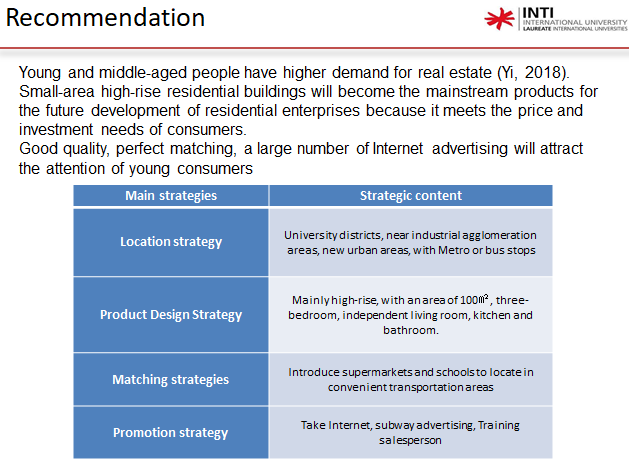 Recommendation
INTI
INTERNATIONAL UNIVERSITY
LAUREATE INTERNATIONAL UNIVERSITIES
Young and middle-aged people have higher demand for real estate (Yi, 2018).
Small-area high-rise residential buildings will become the mainstream products for
the future development of residential enterprises because it meets the price and
investment needs of consumers.
Good quality, perfect matching, a large number of Internet advertising will attract
the attention of young consumers
Main strategies
Strategic content
Location strategy
University districts, near industrial agglomeration
areas, new urban areas, with Metro or bus stops
Product Design Strategy
Mainly high-rise, with an area of 100㎡, three-
bedroom, independent living room, kitchen and
bathroom.
Matching strategies
Introduce supermarkets and schools to locate in
convenient transportation areas
Promotion strategy
Take Internet, subway advertising, Training
salesperson